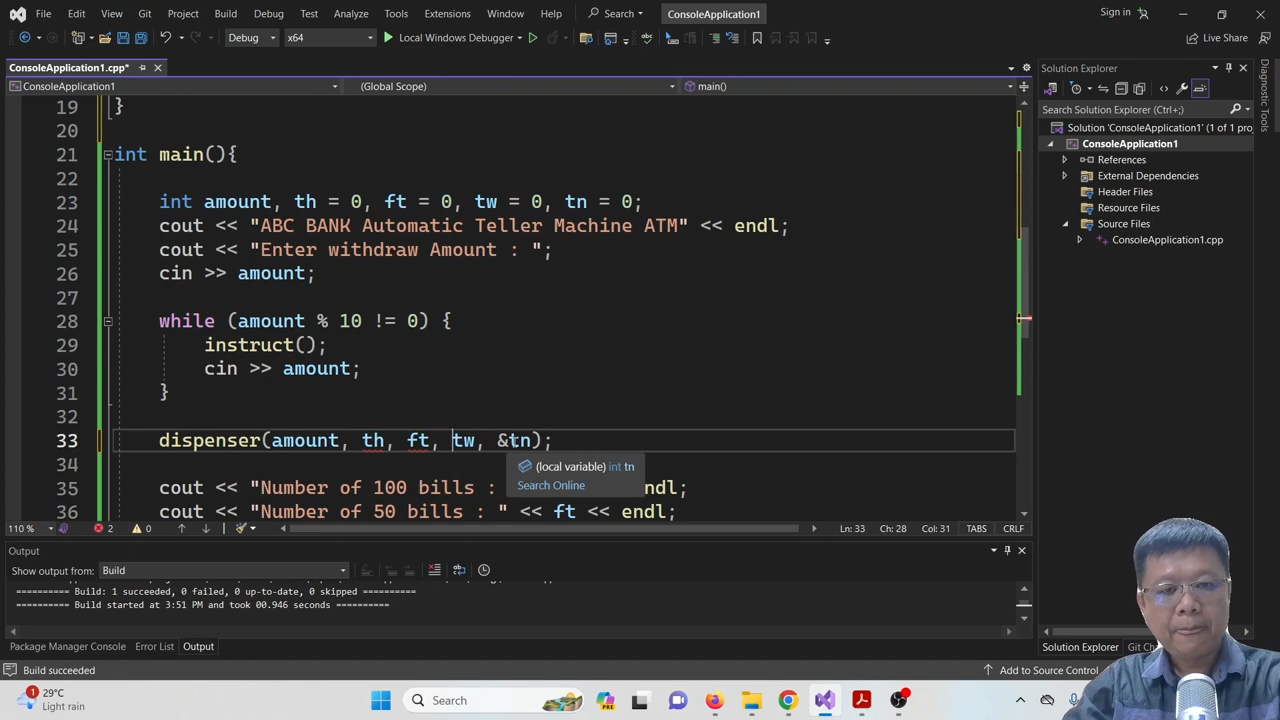 File Edit View Git Project Build Debug Test Analyze Tools Extensions Window Help Search ConsoleApplication1 Sign in
Debug x64 Local Windows Debugger Live Share
ConsoleApplication1.cpp* Solution Explorer
ConsoleApplication1 (Global Scope) main()
Search Solution Explorer (Ctrl+;)
Solution 'ConsoleApplication1' (1 of 1 pro
ConsoleApplication1
References
External Dependencies
Header Files
Resource Files
Source Files
ConsoleApplication1.cpp
Diagnostic Tools
19 }
20
21 int main(){
22
23 int amount, th = 0, ft = 0, tw = 0, tn = 0;
24 cout << "ABC BANK Automatic Teller Machine ATM" << endl;
25 cout << "Enter withdraw Amount : ";
26 cin >> amount;
27
28 while (amount % 10 != 0) {
29 instruct();
30 cin >> amount;
31 }
32
33 dispenser(amount, th, ft, tw, &tn);
34
(local variable) int tn
Search Online
35 cout << "Number of 100 bills : ndl;
36 cout << "Number of 50 bills : " << ft << endl;
110 % 2 0 Ln: 33 Ch: 28 Col: 31 TABS CRLF
Output
Show output from: Build
========== Build: 1 succeeded, 0 failed, 0 up-to-date, 0 skipped ==========
========== Build started at 3:51 PM and took 00.946 seconds ==========
Package Manager Console Error List Output
Solution Explorer Git Ch
Build succeeded Add to Source Control
1 29°C
Light rain
Search
PRE